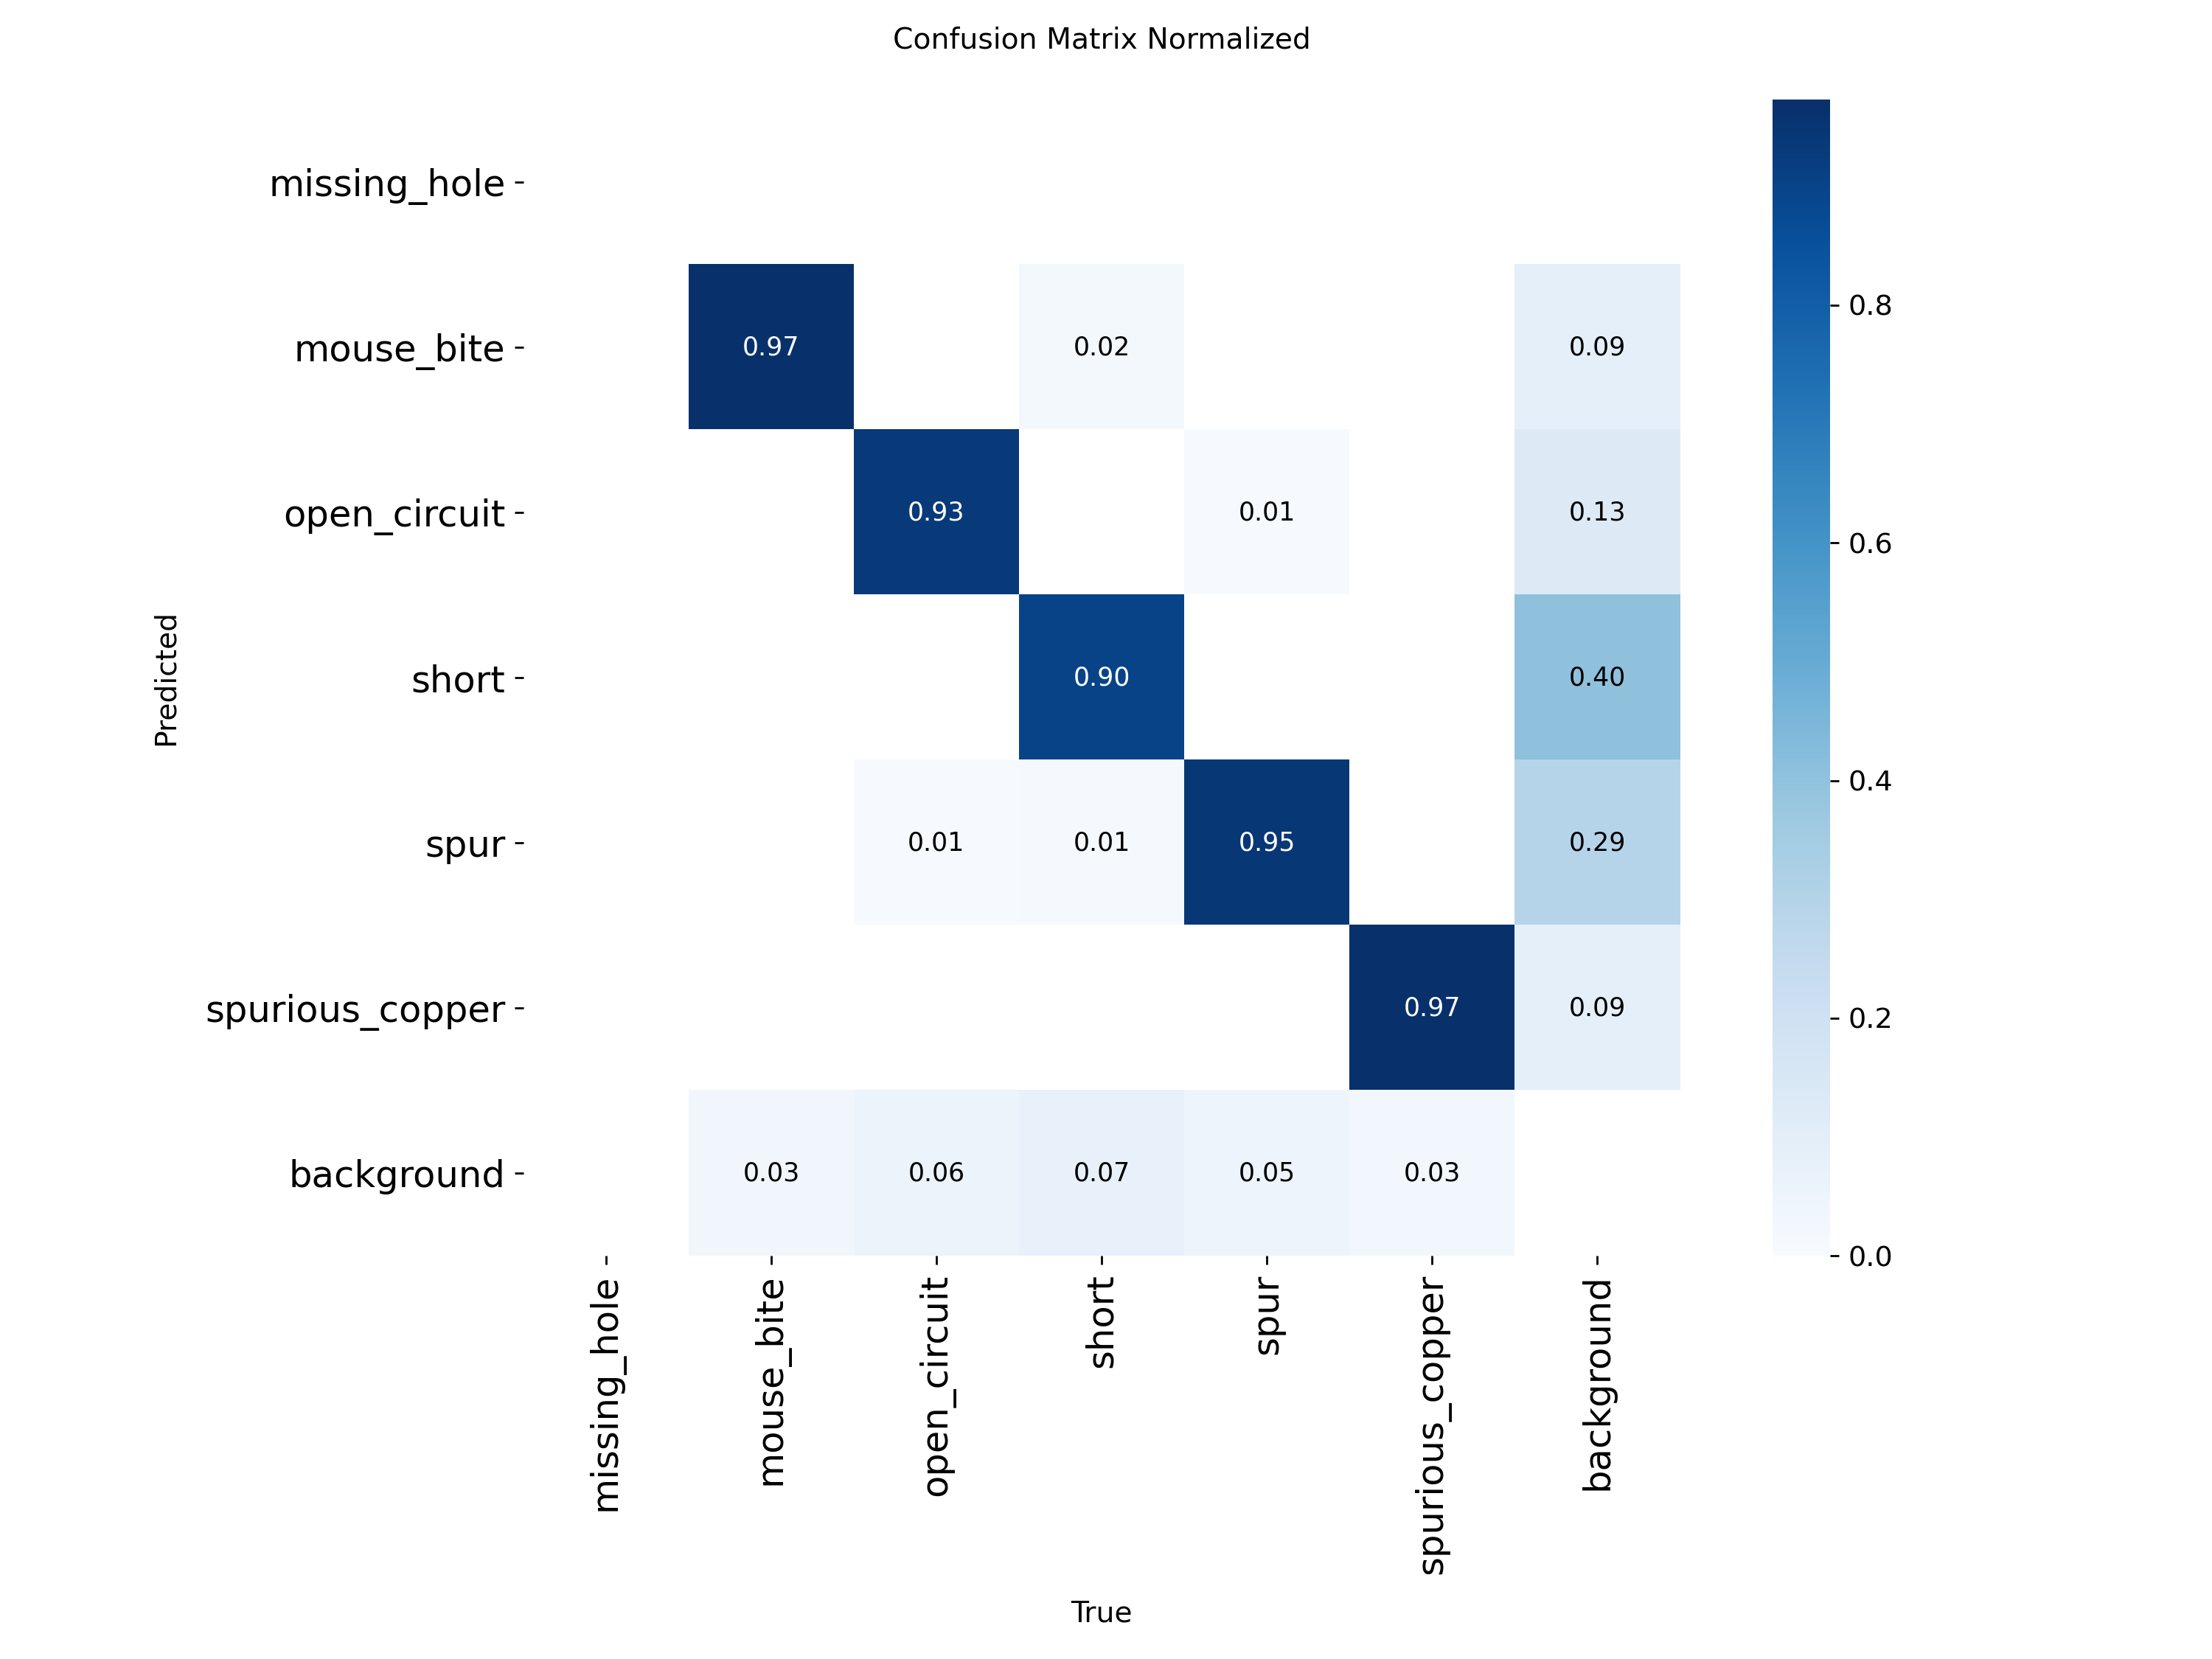 Confusion Matrix Normalized
missing_hole
mouse_bite
open_circuit
short
spur
spurious_copper
background
Predicted
0.97 0.02 0.09
0.93 0.01 0.13
0.90 0.40
0.01 0.01 0.95 0.29
0.97 0.09
0.03 0.06 0.07 0.05 0.03
missing_hole
mouse_bite
open_circuit
short
spur
spurious_copper
background
True
0.8
0.6
0.4
0.2
0.0